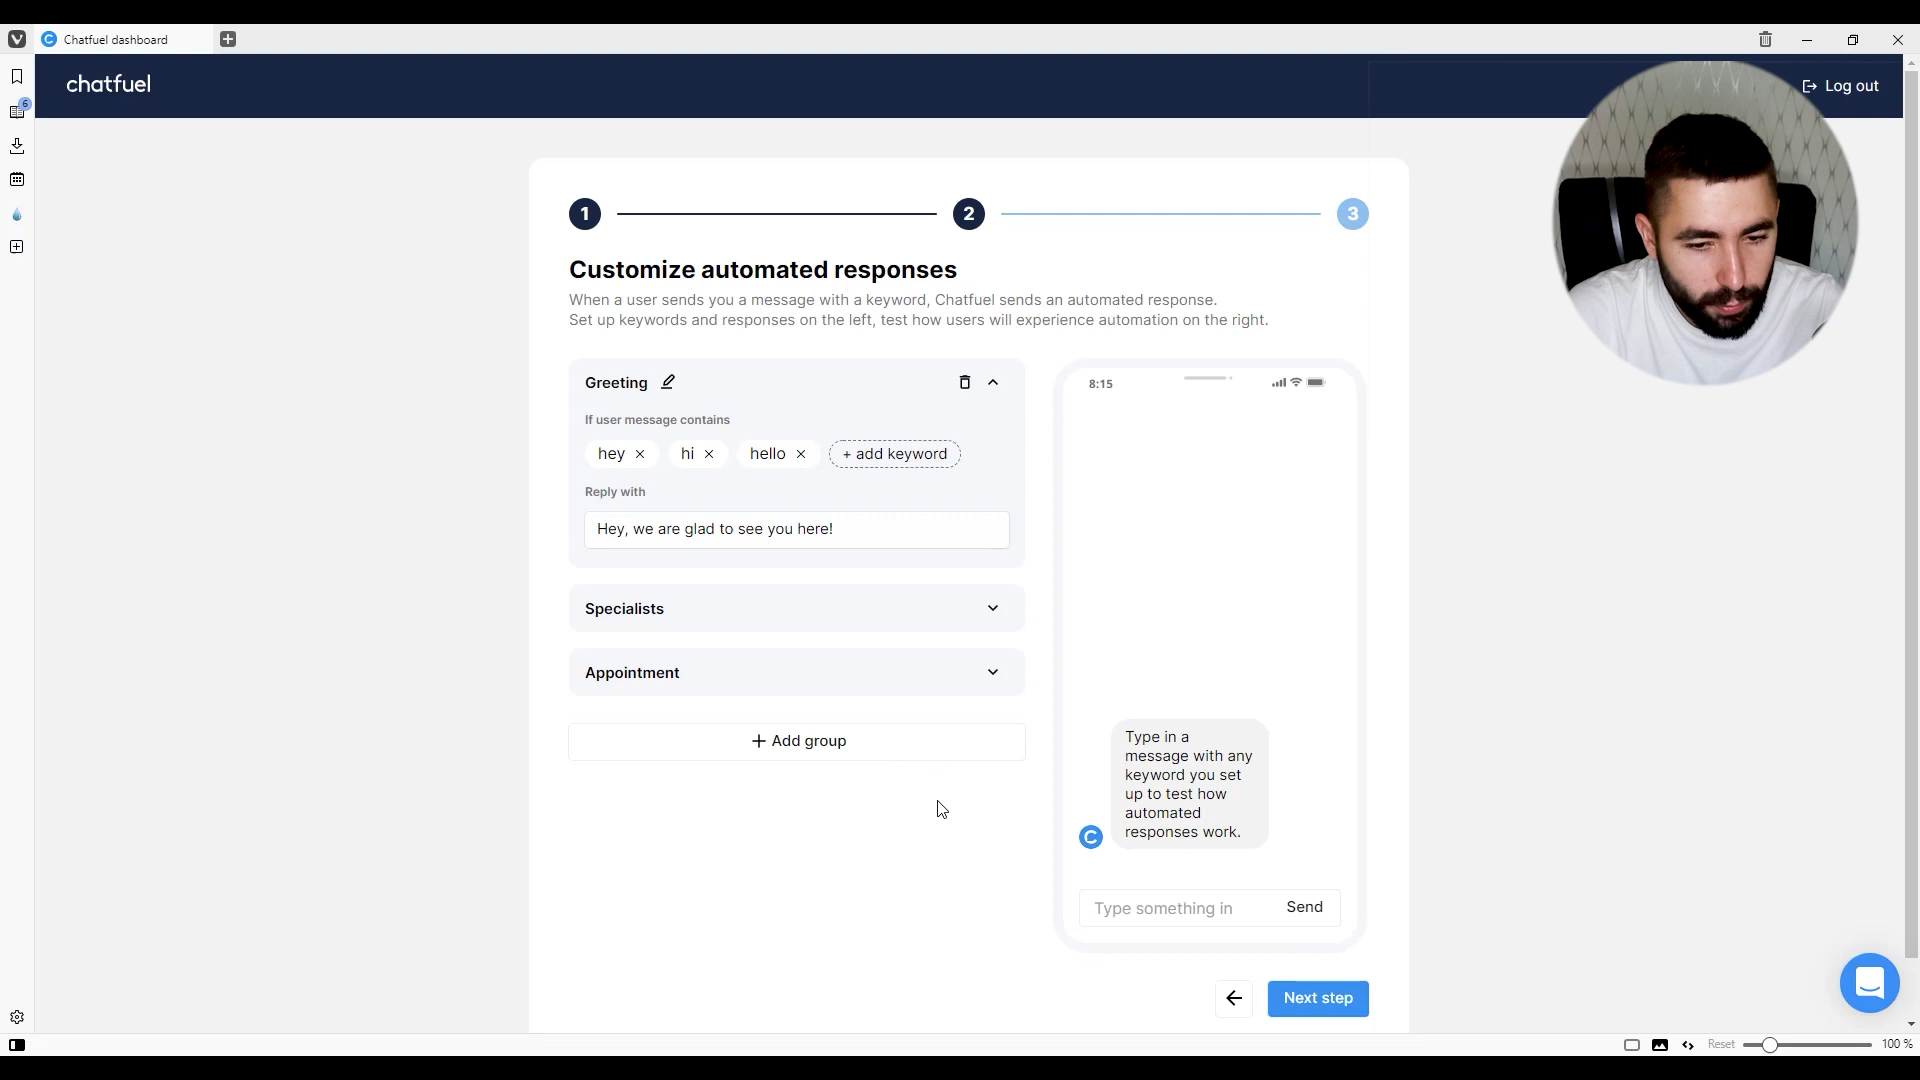 Chatfuel dashboard
chatfuel
Log out
6
1
2
3
Customize automated responses
When a user sends you a message with a keyword, Chatfuel sends an automated response.
Set up keywords and responses on the left, test how users will experience automation on the right.
Greeting
If user message contains
hey
hi
hello
+ add keyword
Reply with
Hey, we are glad to see you here!
Specialists
Appointment
+ Add group
8:15
Type in a
message with any
keyword you set
up to test how
automated
responses work.
Type something in
Send
Next step
Reset
100 %